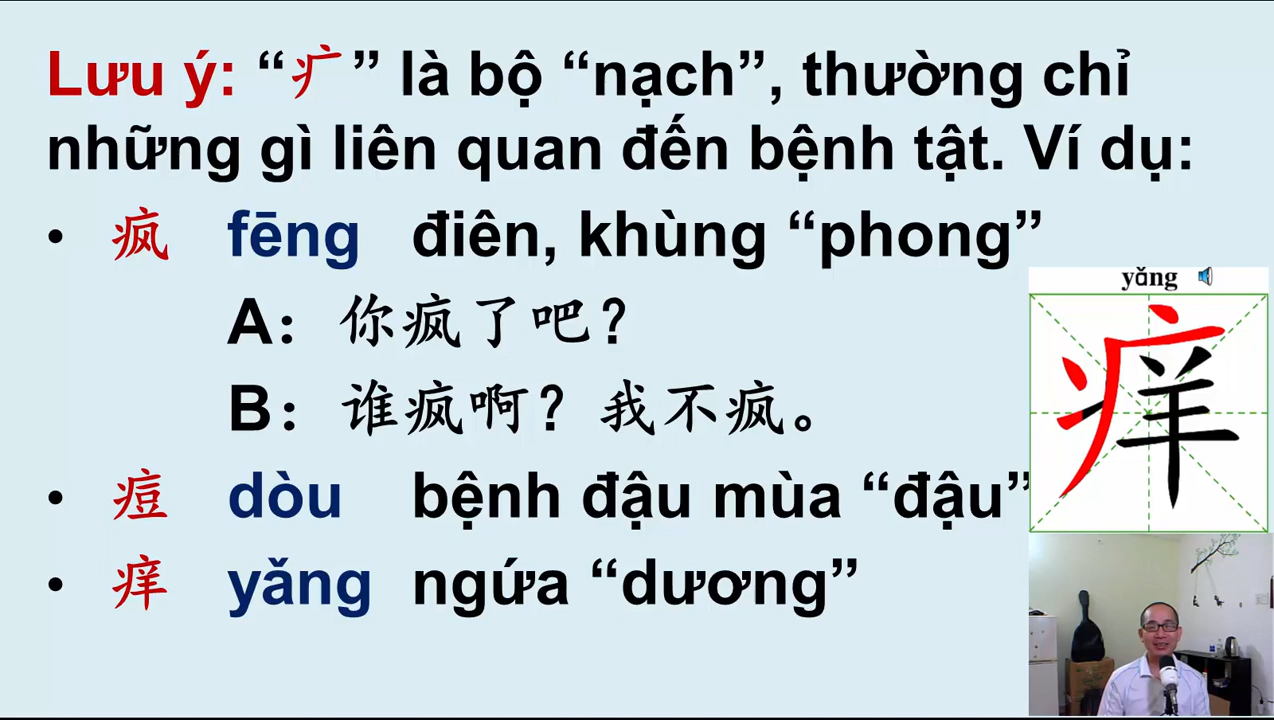 Lưu ý: “疒” là bộ “nạch”, thường chỉ
những gì liên quan đến bệnh tật. Ví dụ:
• 疯 fēng điên, khùng “phong”
A：你疯了吧？
B：谁疯啊？我不疯。
• 痘 dòu bệnh đậu mùa “đậu”
• 痒 yǎng ngứa “dương”
yǎng
痒